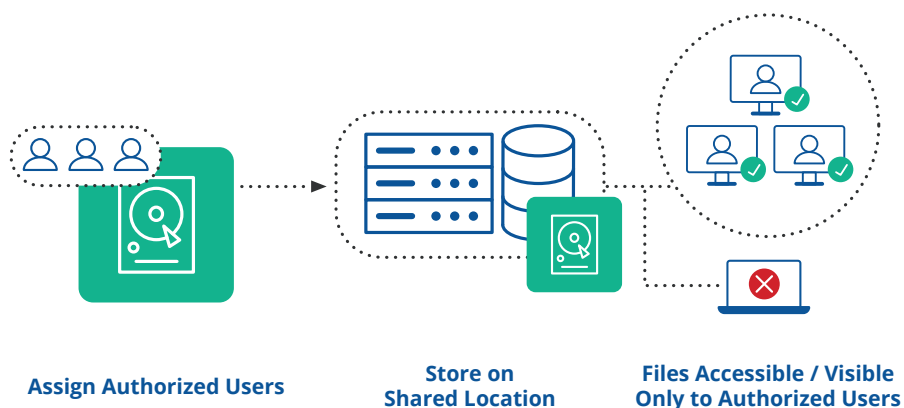 Assign Authorized Users
Store on
Shared Location
Files Accessible / Visible
Only to Authorized Users